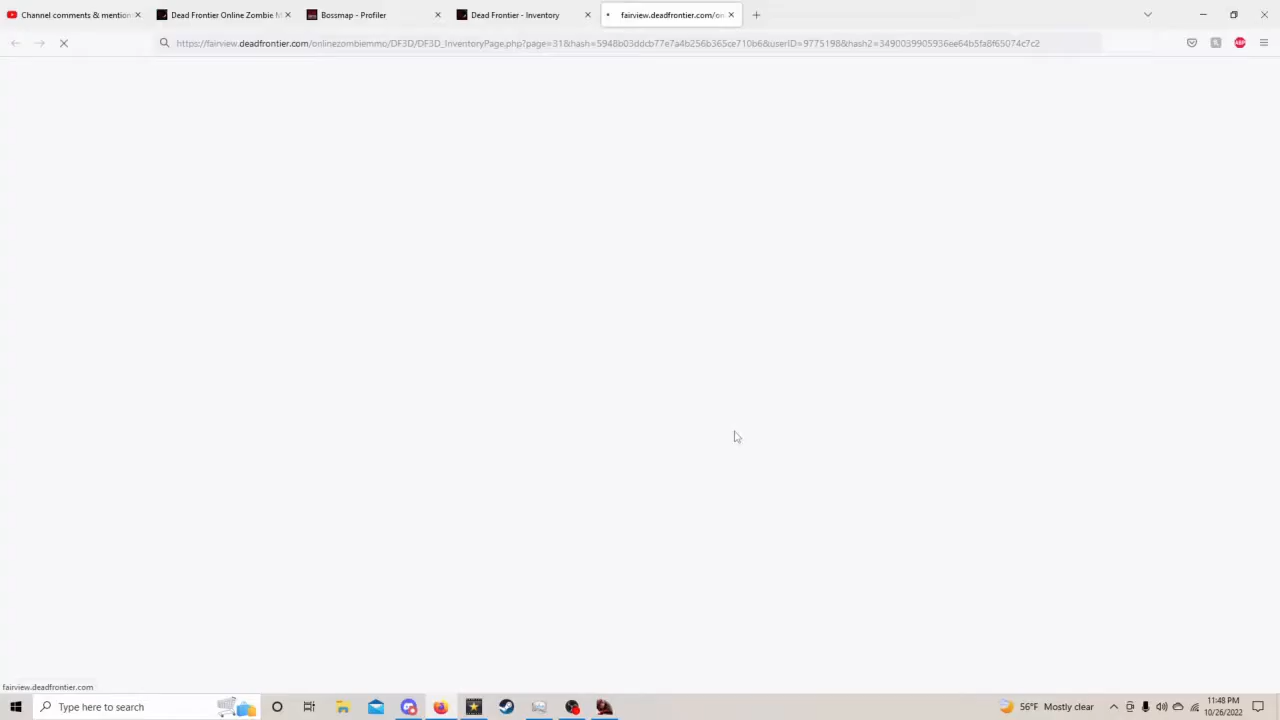 Channel comments & mention
Dead Frontier Online Zombie M
Bossmap - Profiler
Dead Frontier - Inventory
fairview.deadfrontier.com/on
https://fairview.deadfrontier.com/onlinezombiemmo/DF3D/DF3D_InventoryPage.php?page=31&hash=5948b03ddcb77e7a4b256b365ce710b6&userID=9775198&hash2=3490039905936ee64b5fa8f65074c7c2
ABP
fairview.deadfrontier.com
Type here to search
56°F Mostly clear
11:48 PM
10/26/2022